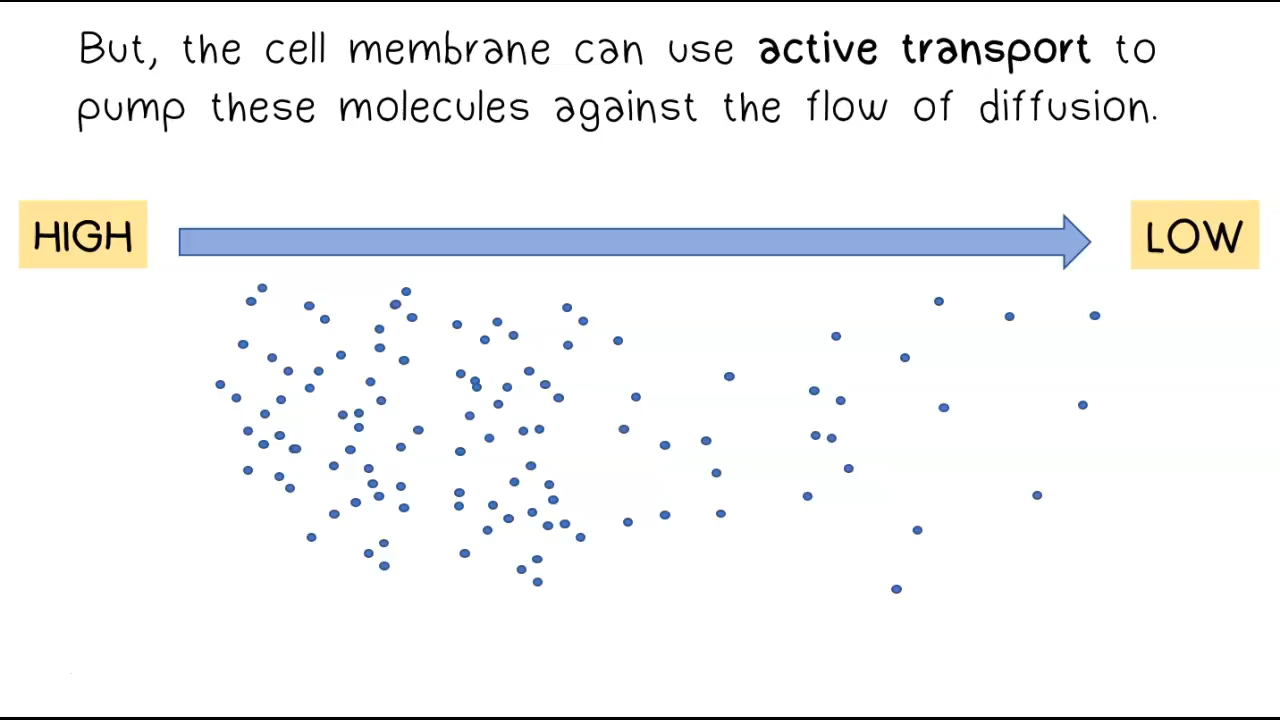 But, the cell membrane can use active transport to
pump these molecules against the flow of diffusion.
HIGH
LOW